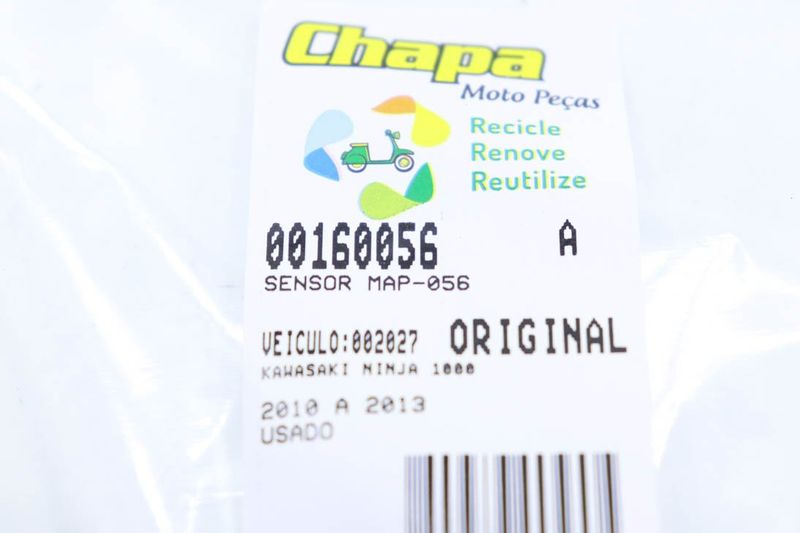 Chapa
Moto Peças
Recicle
Renove
Reutilize
00160056 A
SENSOR MAP-056
VEICULO:002027 ORIGINAL
KAWASAKI NINJA 1000
2010 A 2013
USADO